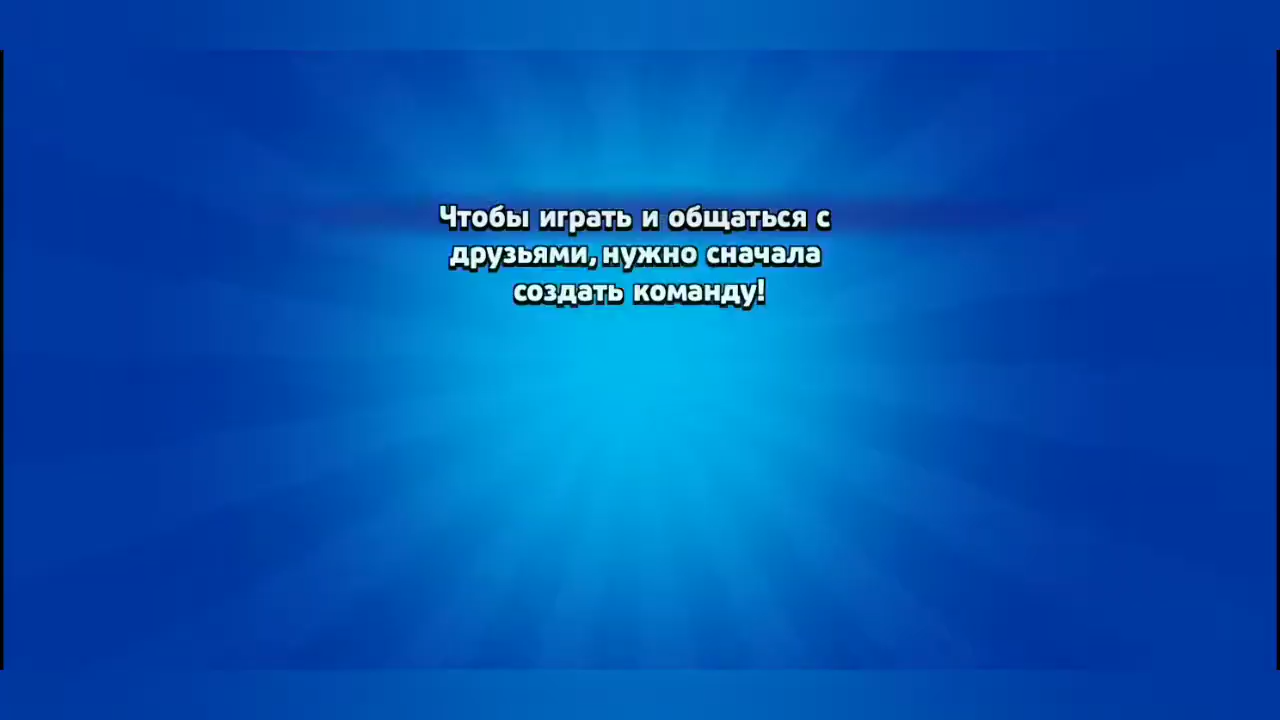 Чтобы играть и общаться с
друзьями, нужно сначала
создать команду!